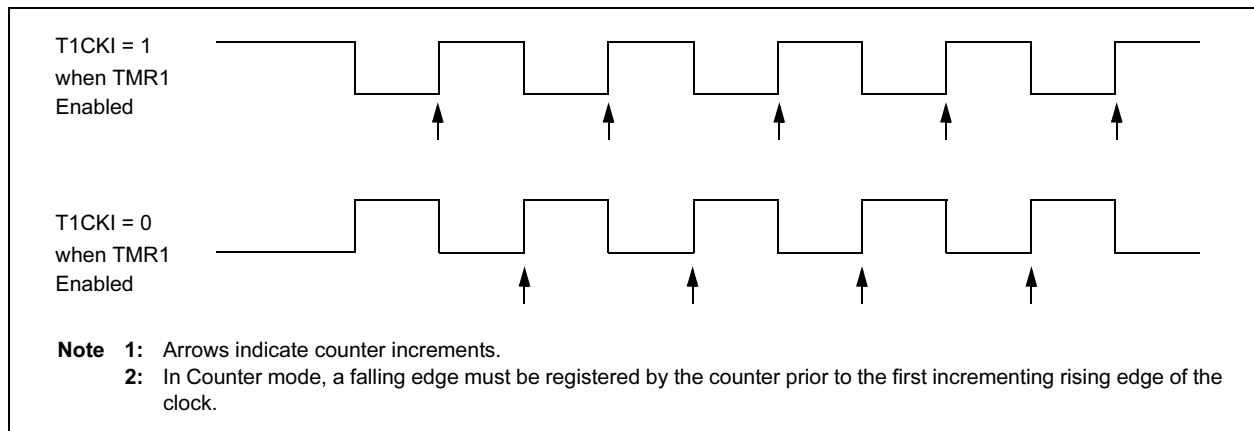 T1CKI = 1
when TMR1
Enabled
T1CKI = 0
when TMR1
Enabled
Note 1: Arrows indicate counter increments.
2: In Counter mode, a falling edge must be registered by the counter prior to the first incrementing rising edge of the
clock.